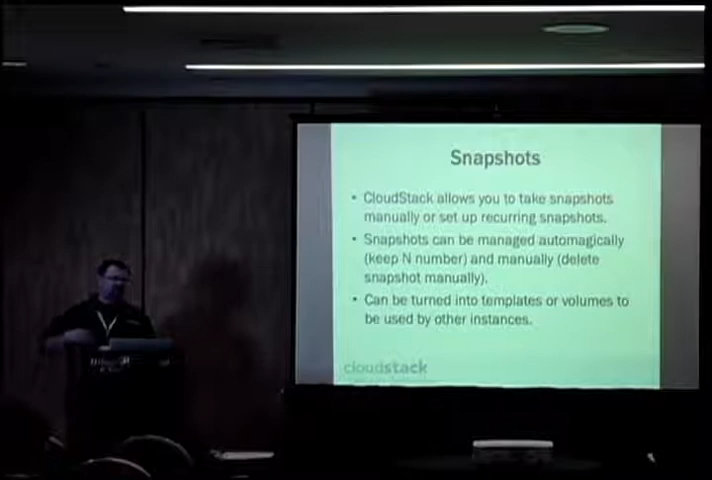 Snapshots
• CloudStack allows you to take snapshots
manually or set up recurring snapshots.
• Snapshots can be managed automagically
(keep N number) and manually (delete
snapshot manually).
• Can be turned into templates or volumes to
be used by other instances.
cloudstack